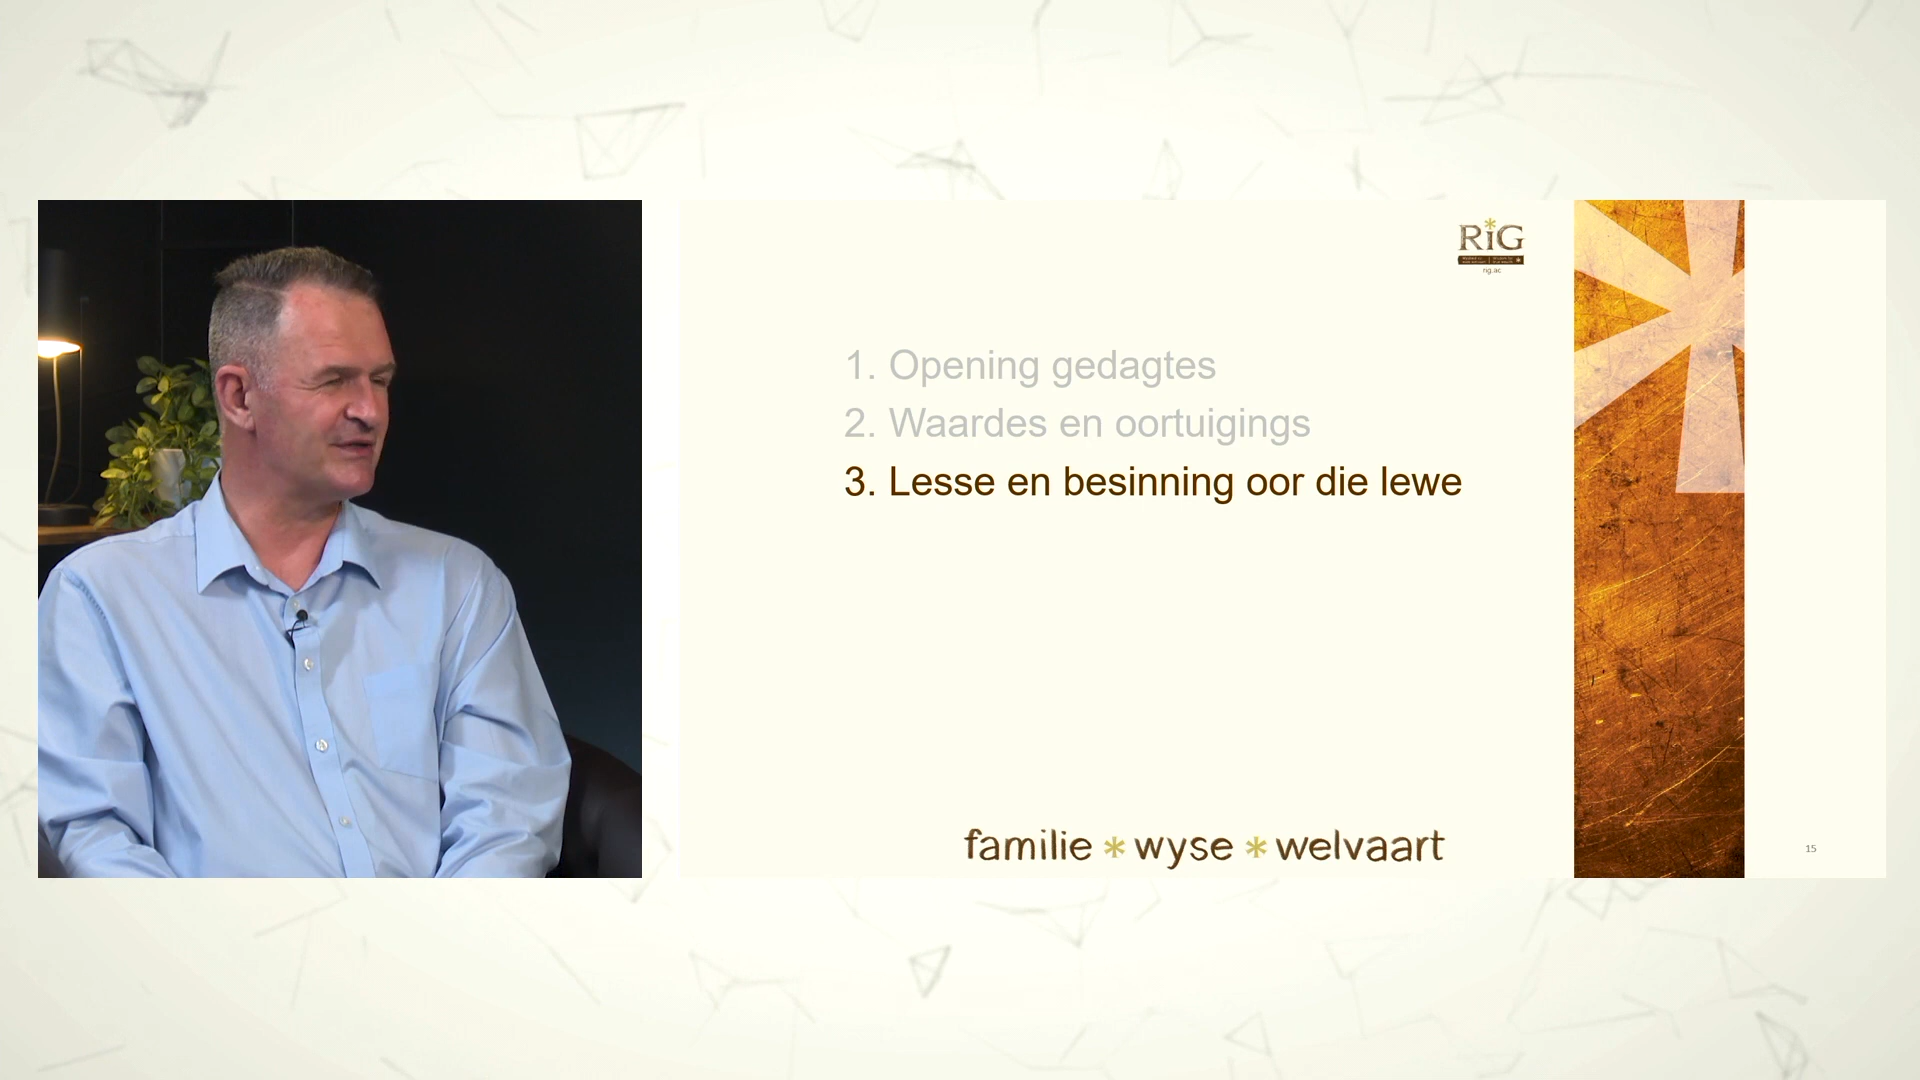 RiG
rig.ac
1. Opening gedagtes
2. Waardes en oortuigings
3. Lesse en besinning oor die lewe
familie * wyse * welvaart
15